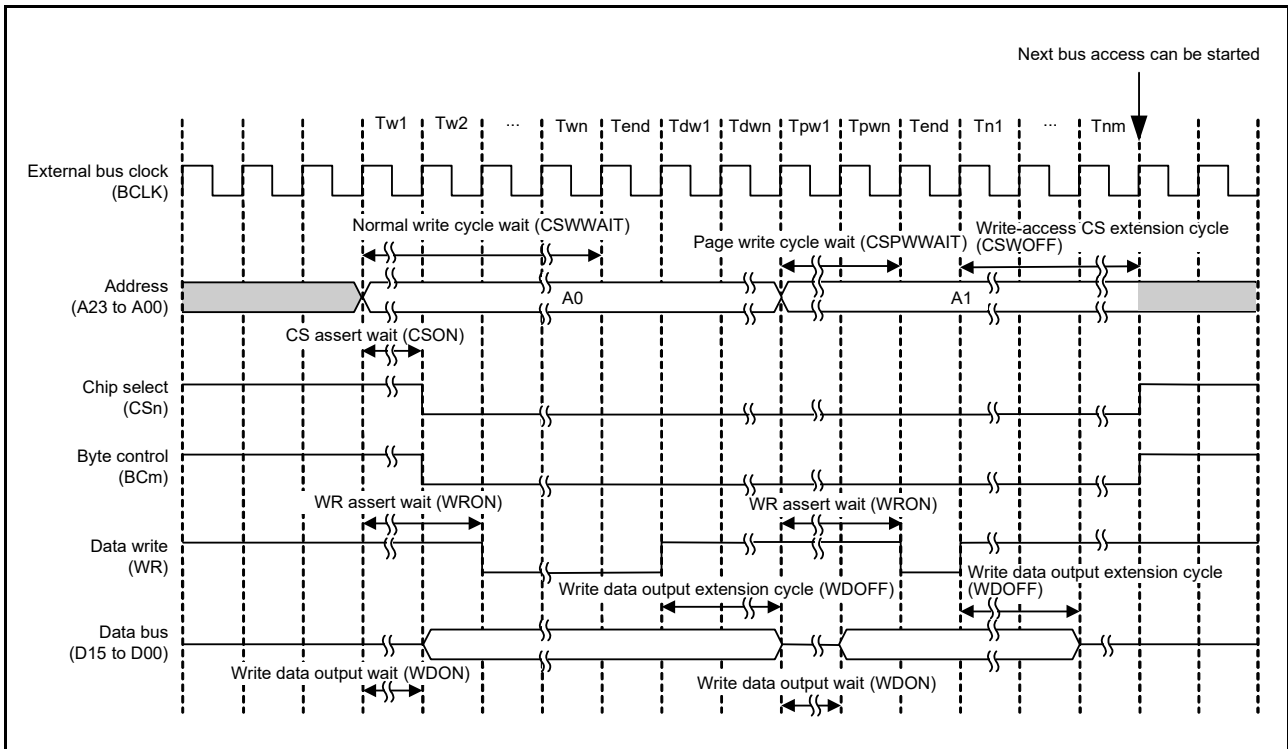 Next bus access can be started
Tw1 Tw2 ... Twn Tend Tdw1 Tdwn Tpw1 Tpwn Tend Tn1 ... Tnm
External bus clock
(BCLK)
Normal write cycle wait (CSWWAIT)
Page write cycle wait (CSPWWAIT)
Write-access CS extension cycle
(CSWOFF)
Address
(A23 to A00)
A0
A1
CS assert wait (CSON)
Chip select
(CSn)
Byte control
(BCm)
WR assert wait (WRON)
WR assert wait (WRON)
Data write
(WR)
Write data output extension cycle (WDOFF)
Write data output extension cycle
(WDOFF)
Data bus
(D15 to D00)
Write data output wait (WDON)
Write data output wait (WDON)